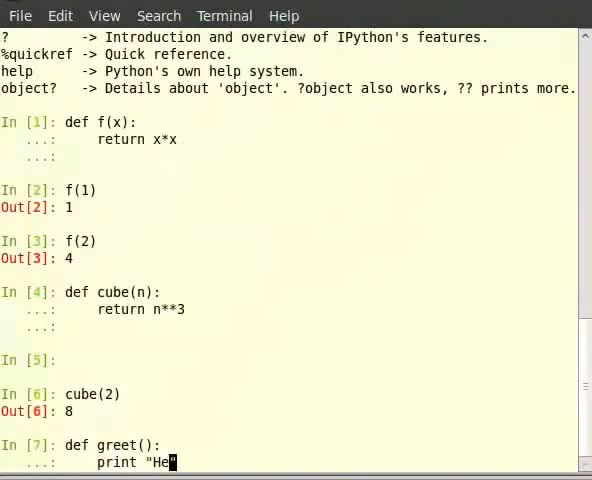 File Edit View Search Terminal Help
? -> Introduction and overview of IPython's features.
%quickref -> Quick reference.
help -> Python's own help system.
object? -> Details about 'object'. ?object also works, ?? prints more.
In [1]: def f(x):
...: return x*x
...:
In [2]: f(1)
Out[2]: 1
In [3]: f(2)
Out[3]: 4
In [4]: def cube(n):
...: return n**3
...:
In [5]:
In [6]: cube(2)
Out[6]: 8
In [7]: def greet():
...: print "He"